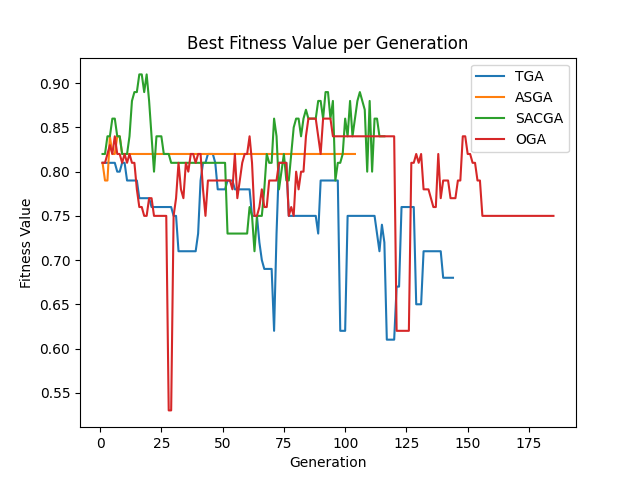 Best Fitness Value per Generation
TGA
ASGA
SACGA
OGA
Fitness Value
0.90
0.85
0.80
0.75
0.70
0.65
0.60
0.55
0 25 50 75 100 125 150 175
Generation